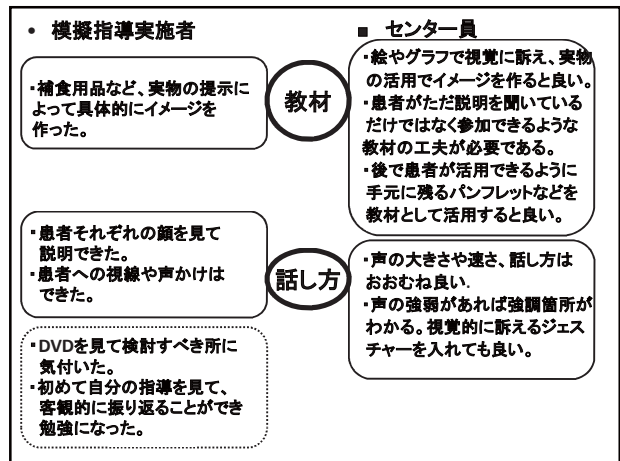 • 模擬指導実施者
■ センター員
・補食用品など、実物の提示に
よって具体的にイメージを
作った。
教材
・絵やグラフで視覚に訴え、実物
の活用でイメージを作ると良い。
・患者がただ説明を聞いている
だけではなく参加できるような
教材の工夫が必要である。
・後で患者が活用できるように
手元に残るパンフレットなどを
教材として活用すると良い。
・患者それぞれの顔を見て
説明できた。
・患者への視線や声かけは
できた。
話し方
・声の大きさや速さ、話し方は
おおむね良い.
・声の強弱があれば強調箇所が
わかる。視覚的に訴えるジェス
チャーを入れても良い。
・DVDを見て検討すべき所に
気付いた。
・初めて自分の指導を見て、
客観的に振り返ることができ
勉強になった。